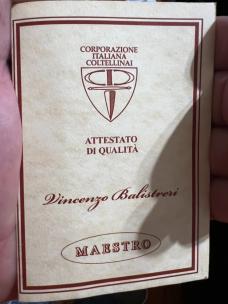 CORPORAZIONE
ITALIANA
COLTELLINAI
ATTESTATO
DI QUALITÀ
Vincenzo Balistreri
MAESTRO